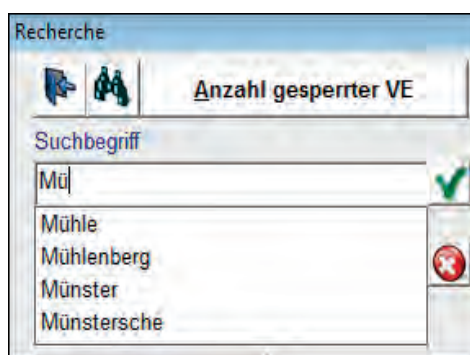 Recherche
Anzahl gesperrter VE
Suchbegriff
Mü
Mühle
Mühlenberg
Münster
Münstersche